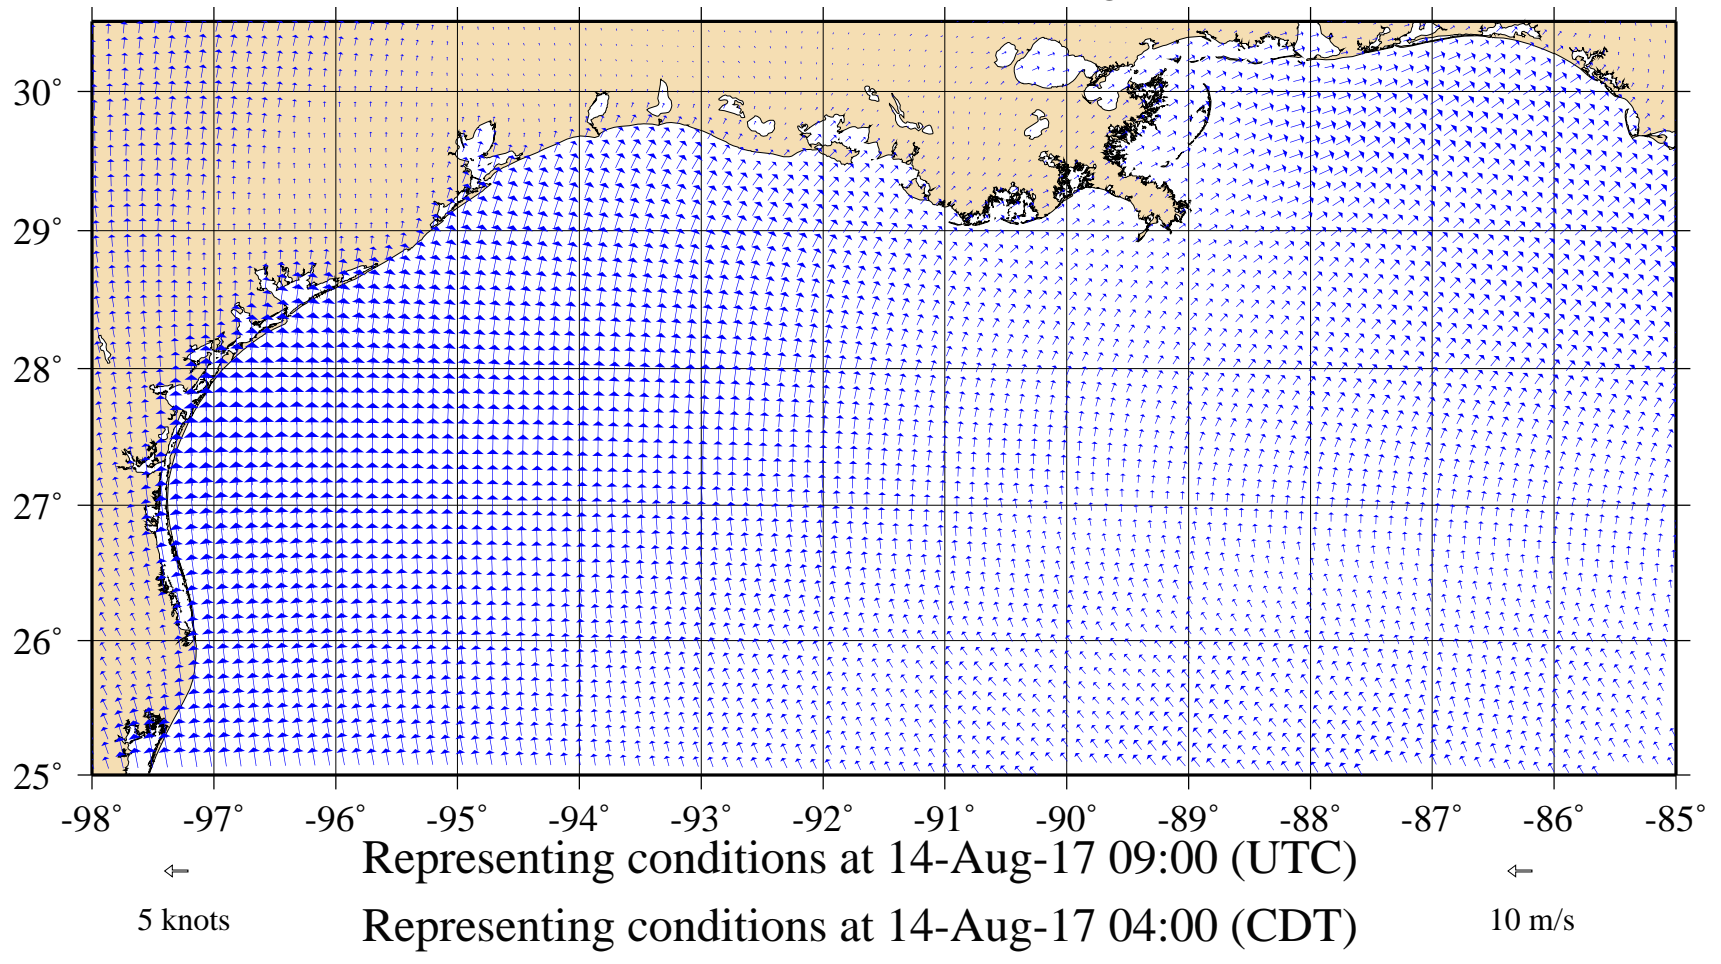 30°
29°
28°
27°
26°
25°
-98° -97° -96° -95° -94° -93° -92° -91° -90° -89° -88° -87° -86° -85°
Representing conditions at 14-Aug-17 09:00 (UTC)
5 knots
10 m/s
Representing conditions at 14-Aug-17 04:00 (CDT)